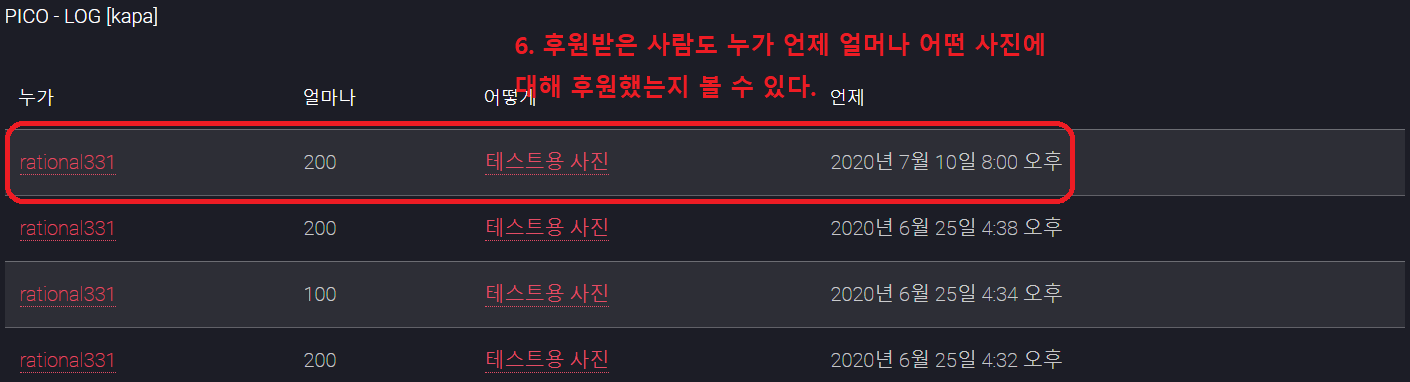 PICO - LOG [kapa]
6. 후원받은 사람도 누가 언제 얼마나 어떤 사진에
대해 후원했는지 볼 수 있다.
누가 얼마나 어떻게 언제
rational331 200 테스트용 사진 2020년 7월 10일 8:00 오후
rational331 200 테스트용 사진 2020년 6월 25일 4:38 오후
rational331 100 테스트용 사진 2020년 6월 25일 4:34 오후
rational331 200 테스트용 사진 2020년 6월 25일 4:32 오후